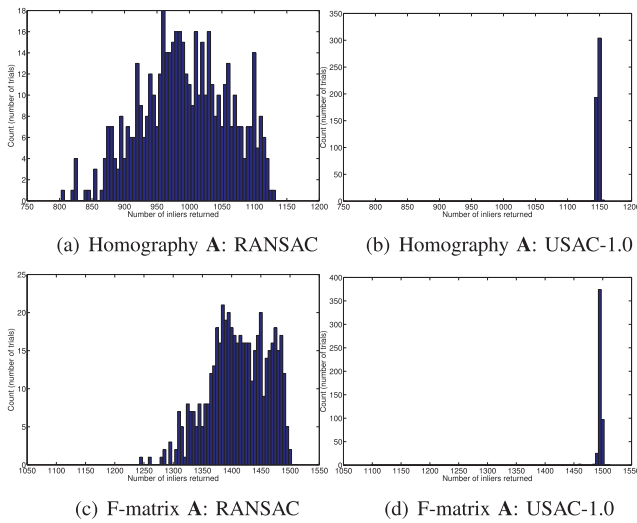 18
16
14
12
10
8
6
4
2
0
Count (number of trials)
750 800 850 900 950 1000 1050 1100 1150 1200
Number of inliers returned
(a) Homography A: RANSAC
350
300
250
200
150
100
50
0
Count (number of trials)
750 800 850 900 950 1000 1050 1100 1150 1200
Number of inliers returned
(b) Homography A: USAC-1.0
25
20
15
10
5
0
Count (number of trials)
1050 1100 1150 1200 1250 1300 1350 1400 1450 1500 1550
Number of inliers returned
(c) F-matrix A: RANSAC
400
350
300
250
200
150
100
50
0
Count (number of trials)
1050 1100 1150 1200 1250 1300 1350 1400 1450 1500 1550
Number of inliers returned
(d) F-matrix A: USAC-1.0